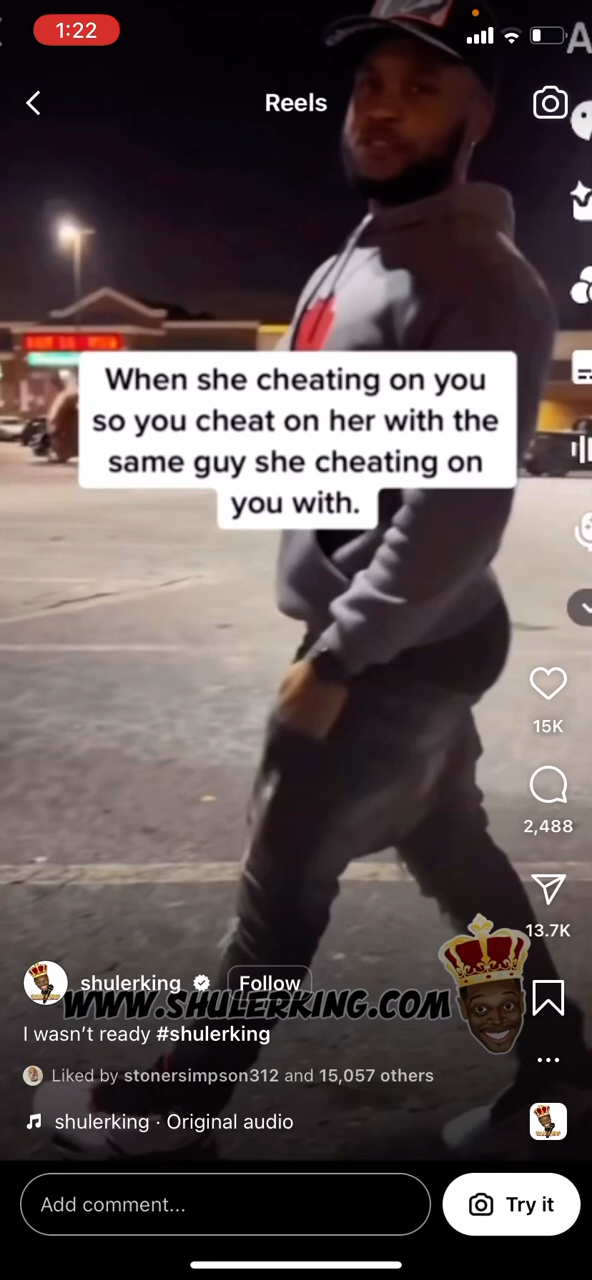 1:22
Reels
When she cheating on you
so you cheat on her with the
same guy she cheating on
you with.
15K
2,488
13.7K
shulerking
Follow
WWW.SHULERKING.COM
I wasn’t ready #shulerking
Liked by stonersimpson312 and 15,057 others
shulerking · Original audio
Add comment...
Try it